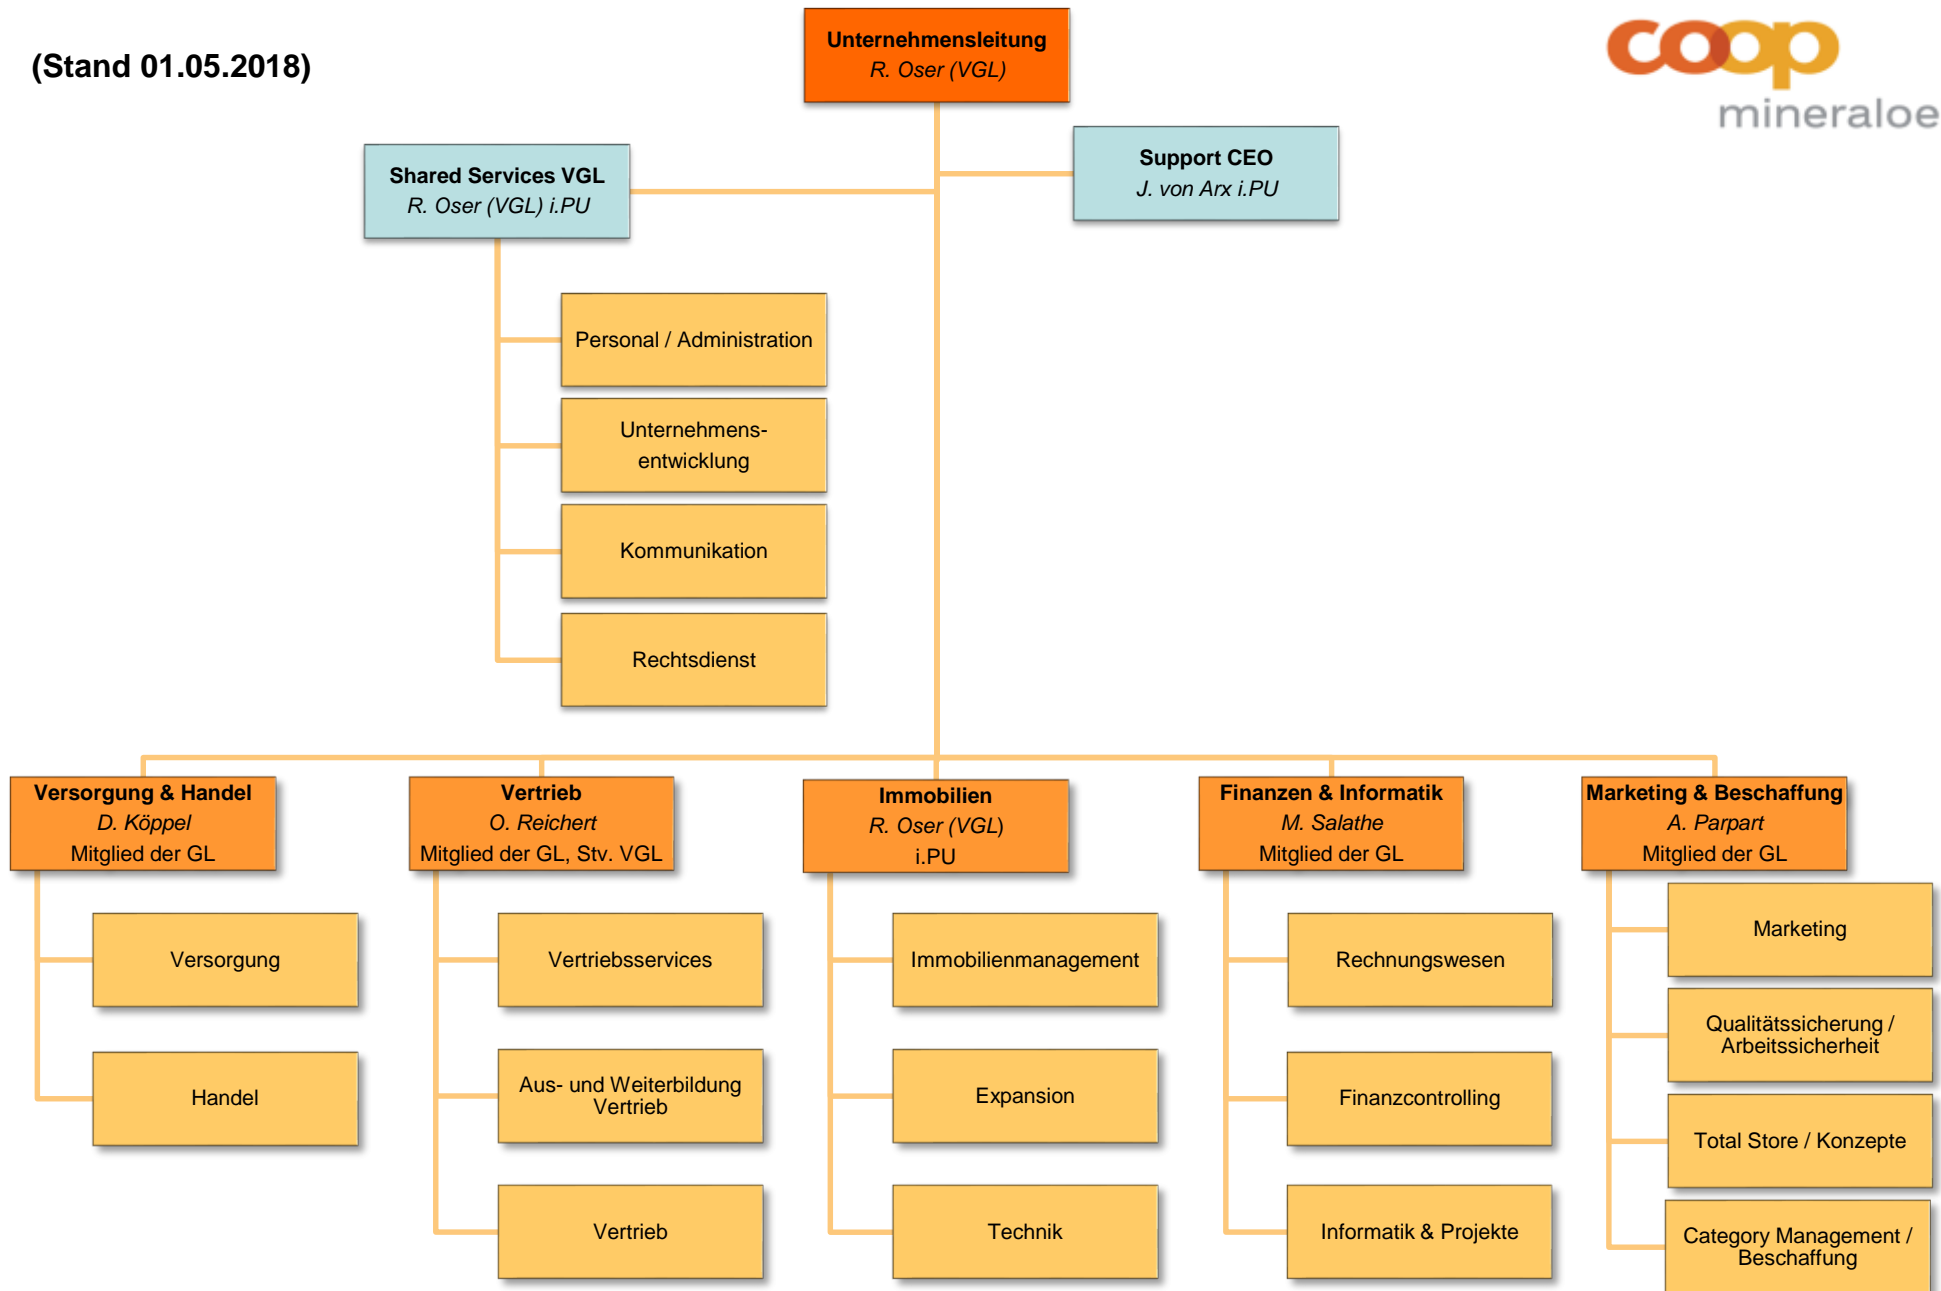 (Stand 01.05.2018)
Unternehmensleitung
R. Oser (VGL)
coop
mineraloe
Shared Services VGL
R. Oser (VGL) i.PU
Support CEO
J. von Arx i.PU
Personal / Administration
Unternehmens-
entwicklung
Kommunikation
Rechtsdienst
Versorgung & Handel
D. Köppel
Mitglied der GL
Versorgung
Handel
Vertrieb
O. Reichert
Mitglied der GL, Stv. VGL
Vertriebsservices
Aus- und Weiterbildung
Vertrieb
Vertrieb
Immobilien
R. Oser (VGL)
i.PU
Immobilienmanagement
Expansion
Technik
Finanzen & Informatik
M. Salathe
Mitglied der GL
Rechnungswesen
Finanzcontrolling
Informatik & Projekte
Marketing & Beschaffung
A. Parpart
Mitglied der GL
Marketing
Qualitätssicherung /
Arbeitssicherheit
Total Store / Konzepte
Category Management /
Beschaffung